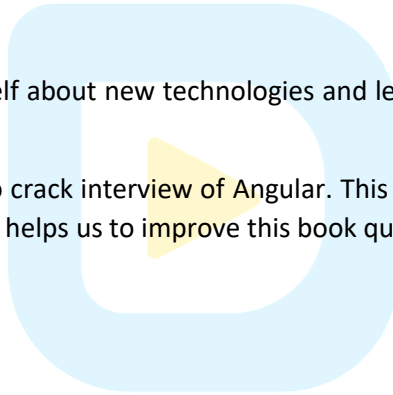 elf about new technologies and le
o crack interview of Angular. This
helps us to improve this book qu